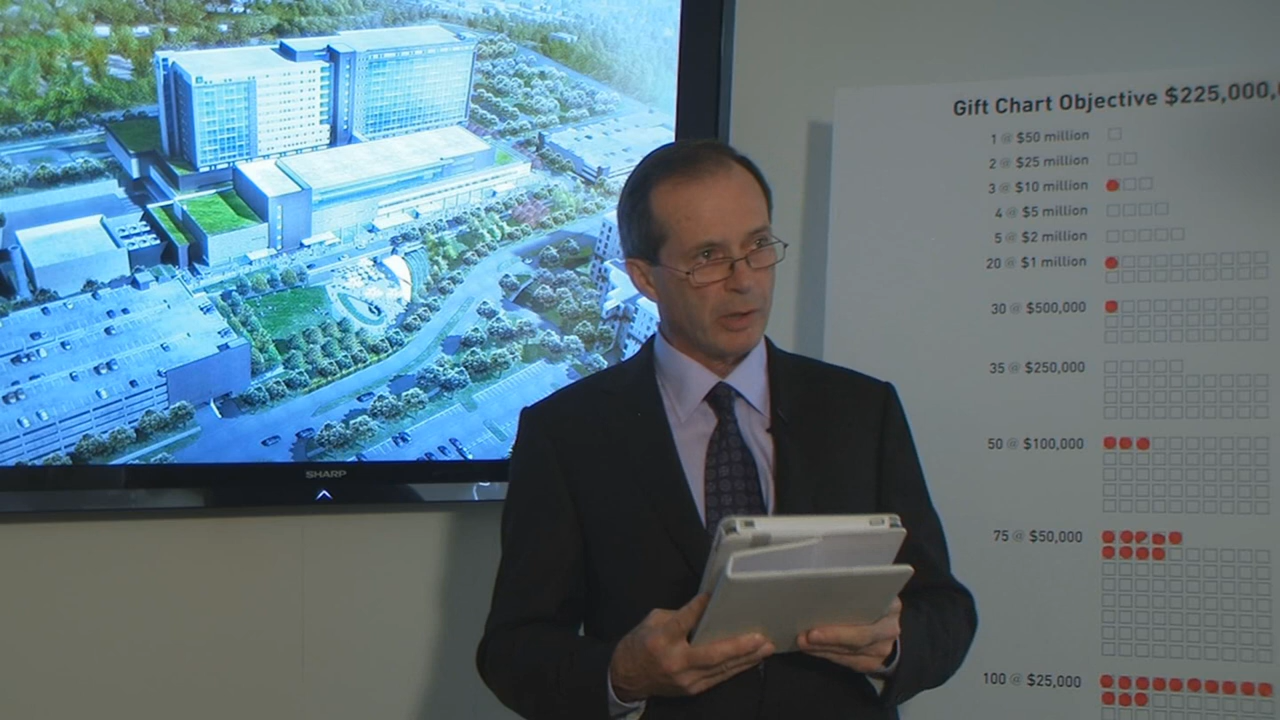 SHARP
Gift Chart Objective $225,000,
1 @ $50 million
2 @ $25 million
3 @ $10 million
4 @ $5 million
5 @ $2 million
20 @ $1 million
30 @ $500,000
35 @ $250,000
50 @ $100,000
75 @ $50,000
100 @ $25,000